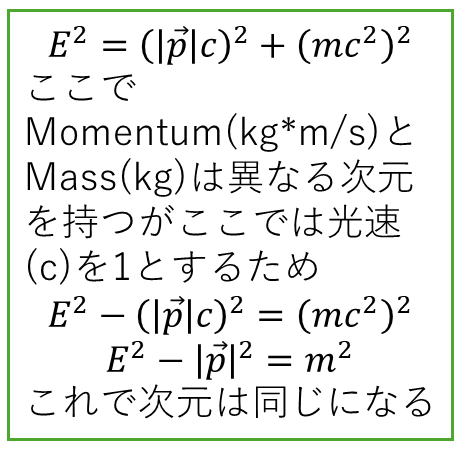 E² = (|p⃗|c)² + (mc²)²
ここで
Momentum(kg*m/s)と
Mass(kg)は異なる次元
を持つがここでは光速
(c)を1とするため
E² − (|p⃗|c)² = (mc²)²
E² − |p⃗|² = m²
これで次元は同じになる